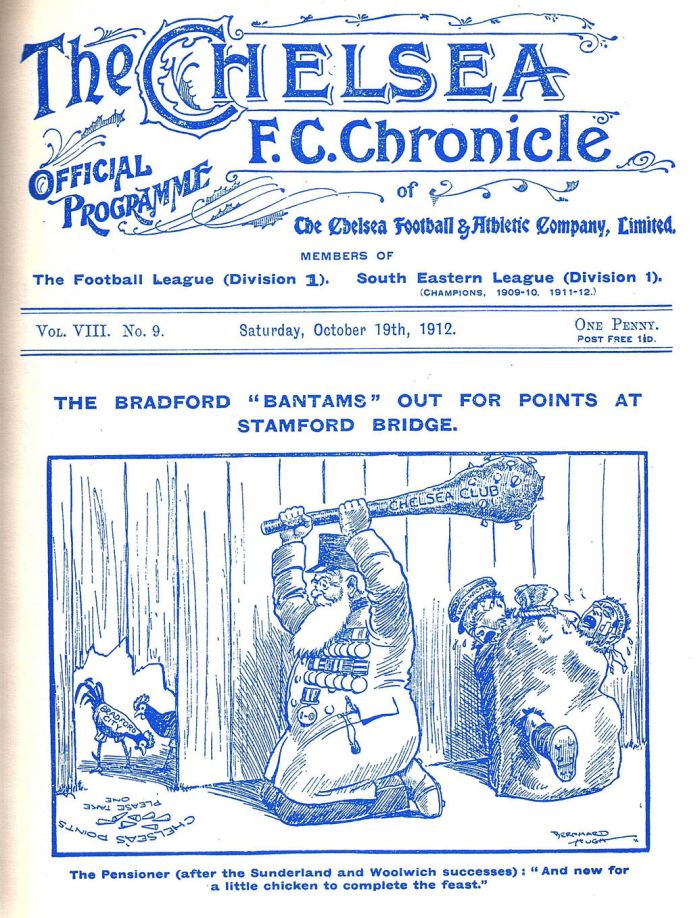 The CHELSEA
F.C. Chronicle
OFFICIAL
PROGRAMME
of
The Chelsea Football & Athletic Company, Limited.
MEMBERS OF
The Football League (Division 1). South Eastern League (Division 1).
(CHAMPIONS, 1909-10. 1911-12.)
VOL. VIII. No. 9. Saturday, October 19th, 1912. ONE PENNY.
POST FREE 1½D.
THE BRADFORD "BANTAMS" OUT FOR POINTS AT
STAMFORD BRIDGE.
CHELSEA CLUB
BRADFORD
CITY
PLEASE TAKE
ONE
CHELSEA'S POINTS
BERNHARD
HUGH
The Pensioner (after the Sunderland and Woolwich successes) : "And now for
a little chicken to complete the feast."